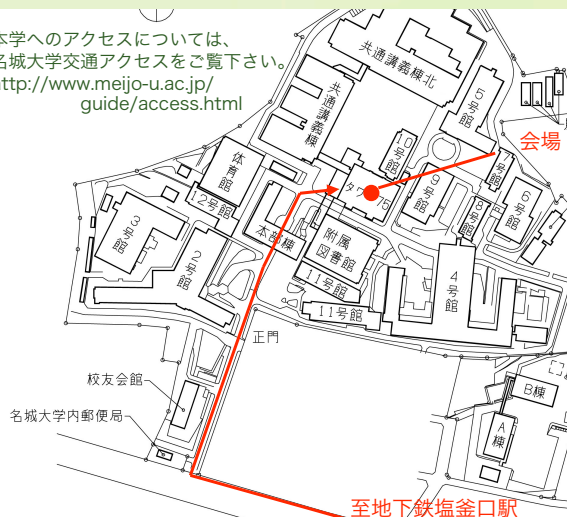 本学へのアクセスについては、
名城大学交通アクセスをご覧下さい。
http://www.meijo-u.ac.jp/
guide/access.html
共通講義棟北
共通講義棟
5号館
10号館
会場
号館
体育館
タワー75
9号館
8号館
6号館
12号館
3号館
本部棟
附属
図書館
2号館
11号館
4号館
11号館
正門
校友会館
B棟
名城大学内郵便局
A棟
至地下鉄塩釜口駅